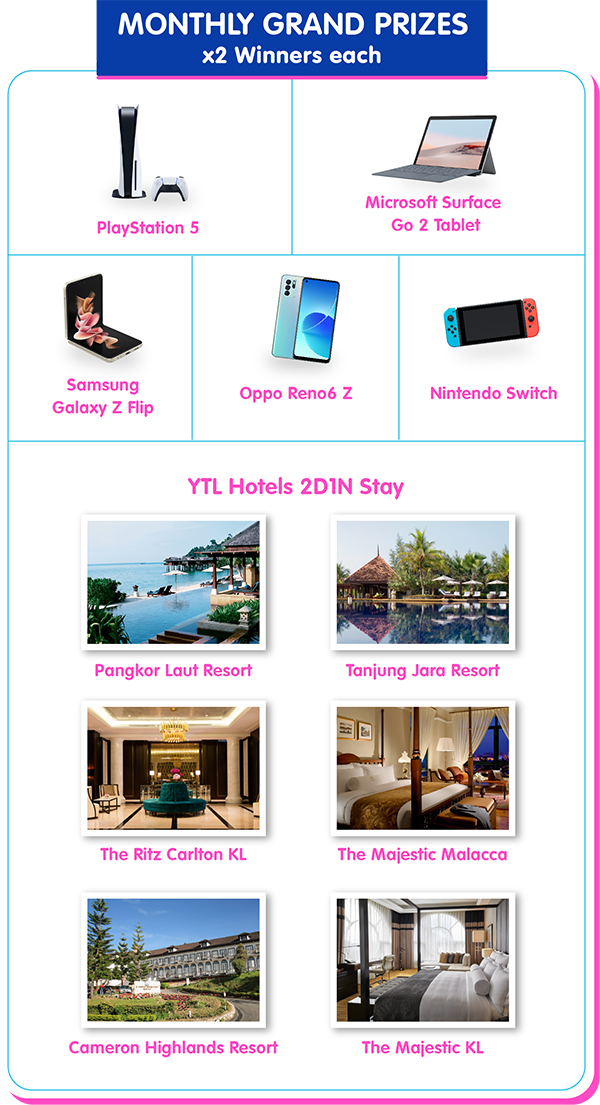 MONTHLY GRAND PRIZES
x2 Winners each
PlayStation 5
Microsoft Surface
Go 2 Tablet
Samsung
Galaxy Z Flip
Oppo Reno6 Z
Nintendo Switch
YTL Hotels 2D1N Stay
Pangkor Laut Resort
Tanjung Jara Resort
The Ritz Carlton KL
The Majestic Malacca
Cameron Highlands Resort
The Majestic KL